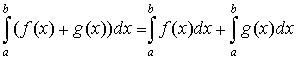 ∫_a^b (f(x) + g(x))dx = ∫_a^b f(x)dx + ∫_a^b g(x)dx